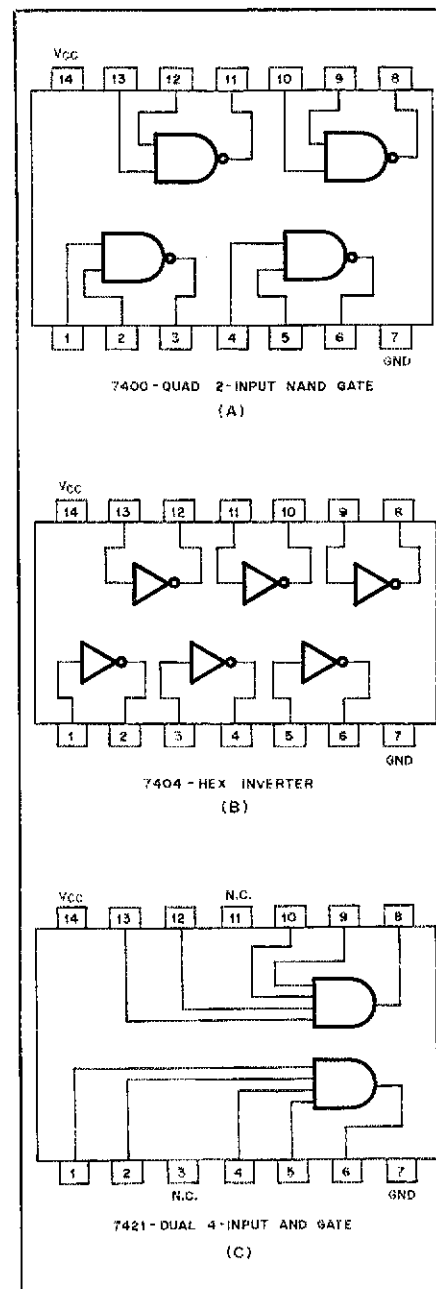 VCC
14 13 12 11 10 9 8
1 2 3 4 5 6 7
GND
7400-QUAD 2-INPUT NAND GATE
(A)
VCC
14 13 12 11 10 9 8
1 2 3 4 5 6 7
GND
7404-HEX INVERTER
(B)
VCC N.C.
14 13 12 11 10 9 8
1 2 3 4 5 6 7
N.C. GND
7421-DUAL 4-INPUT AND GATE
(C)